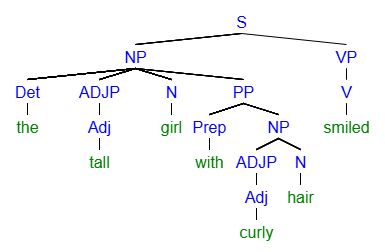 S
NP VP
Det ADJP N PP V
the Adj girl Prep NP smiled
tall with ADJP N
Adj hair
curly